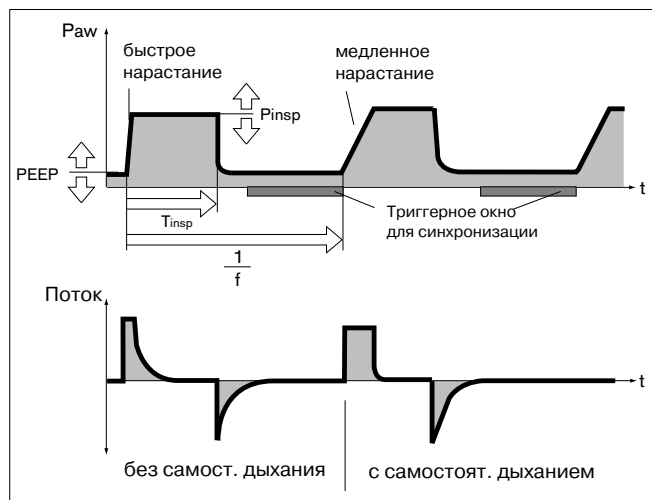 Paw
быстрое
нарастание
медленное
нарастание
Pinsp
PEEP
t
Tinsp
Триггерное окно
для синхронизации
1
f
Поток
t
без самост. дыхания
с самостоят. дыханием